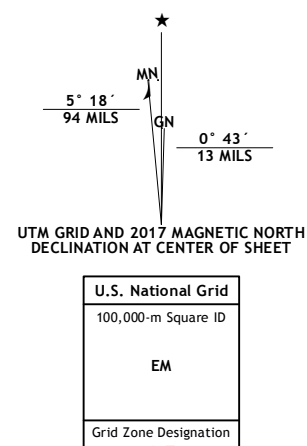 MN.
5° 18´
94 MILS
GN
0° 43´
13 MILS
UTM GRID AND 2017 MAGNETIC NORTH
DECLINATION AT CENTER OF SHEET
U.S. National Grid
100,000-m Square ID
EM
Grid Zone Designation